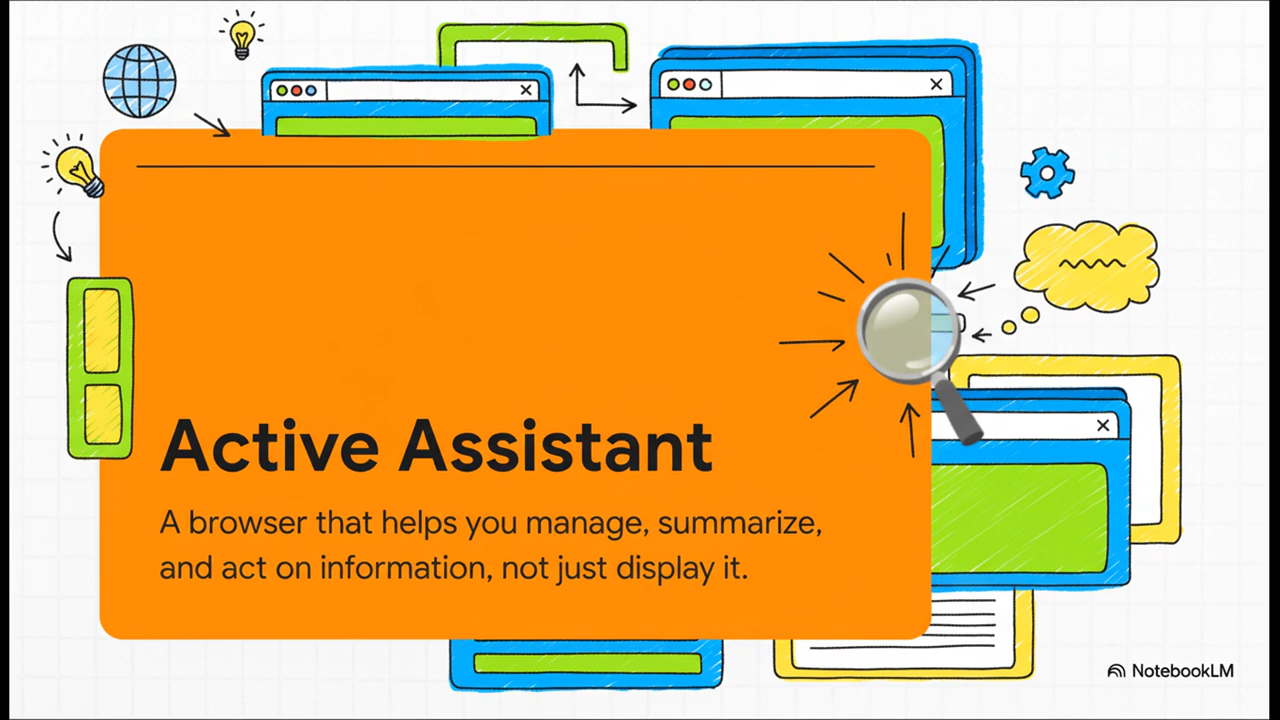 Active Assistant
A browser that helps you manage, summarize,
and act on information, not just display it.
NotebookLM